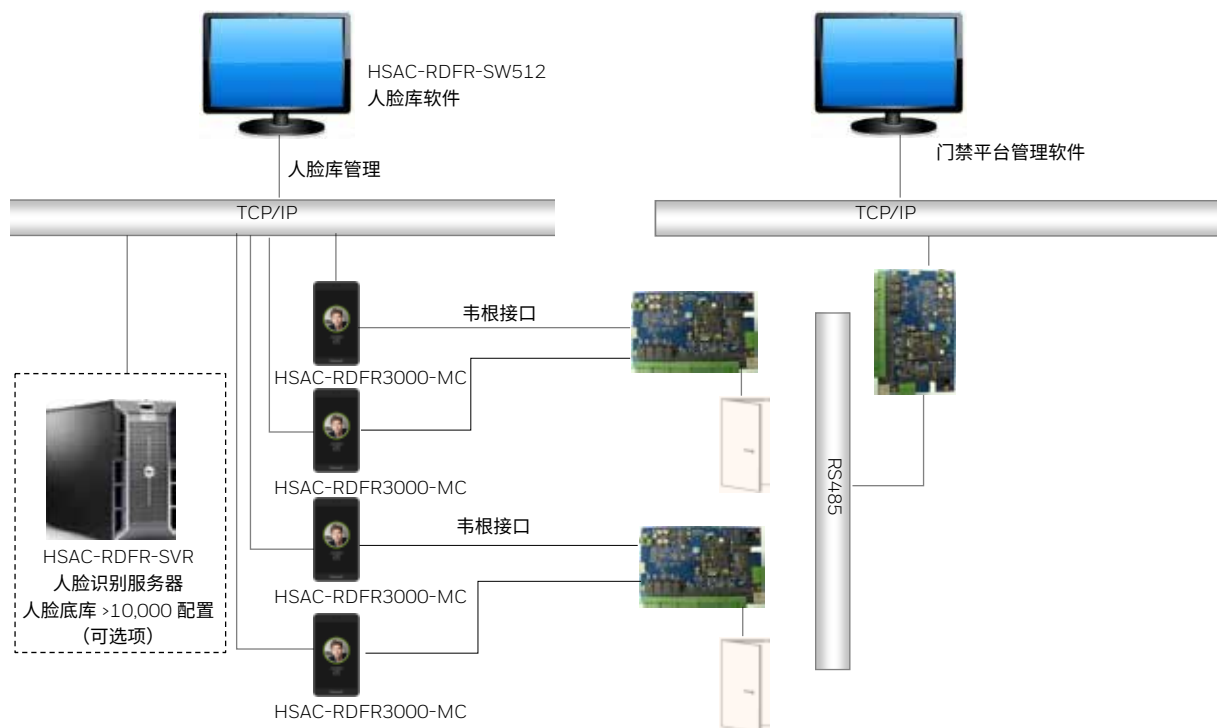 HSAC-RDFR-SW512
人脸库软件
人脸库管理
门禁平台管理软件
TCP/IP
TCP/IP
韦根接口
HSAC-RDFR3000-MC
HSAC-RDFR3000-MC
韦根接口
HSAC-RDFR3000-MC
HSAC-RDFR3000-MC
RS485
HSAC-RDFR-SVR
人脸识别服务器
人脸底库 >10,000 配置
（可选项）